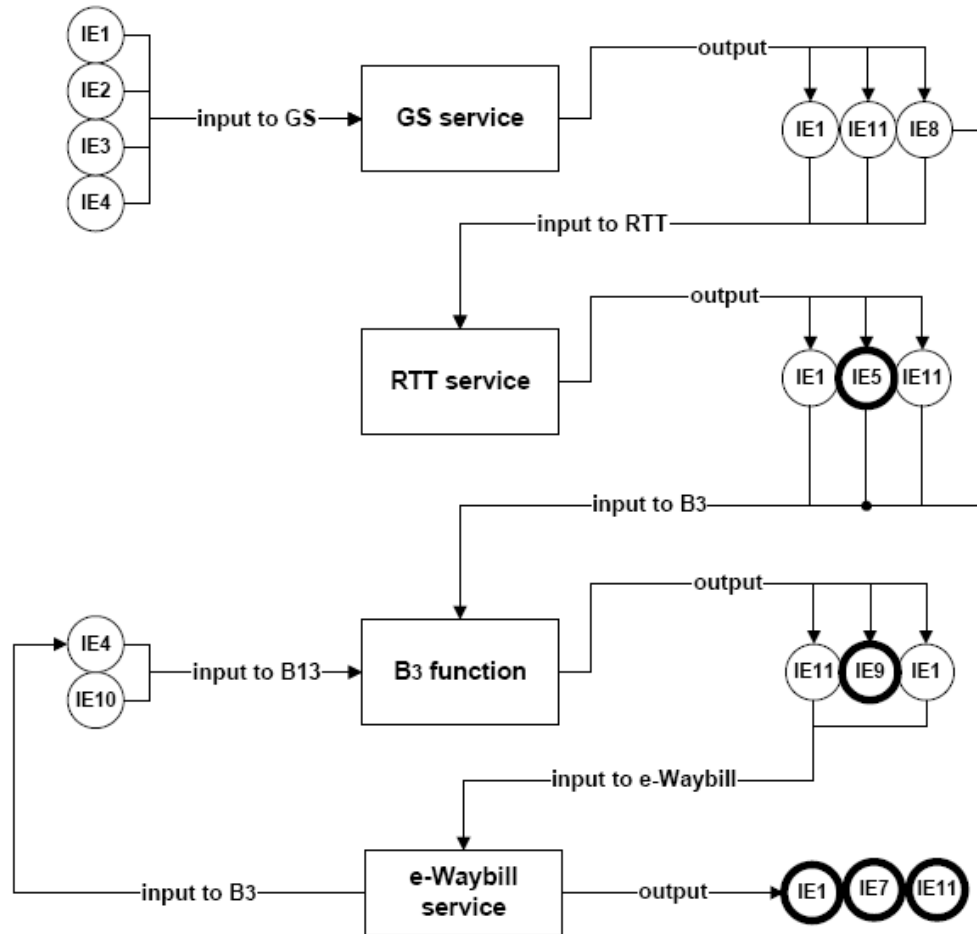 IE1
IE2
IE3
IE4
input to GS
GS service
output
IE1
IE11
IE8
input to RTT
RTT service
output
IE1
IE5
IE11
input to B3
IE4
IE10
input to B13
B3 function
output
IE11
IE9
IE1
input to e-Waybill
input to B3
e-Waybill
service
output
IE1
IE7
IE11